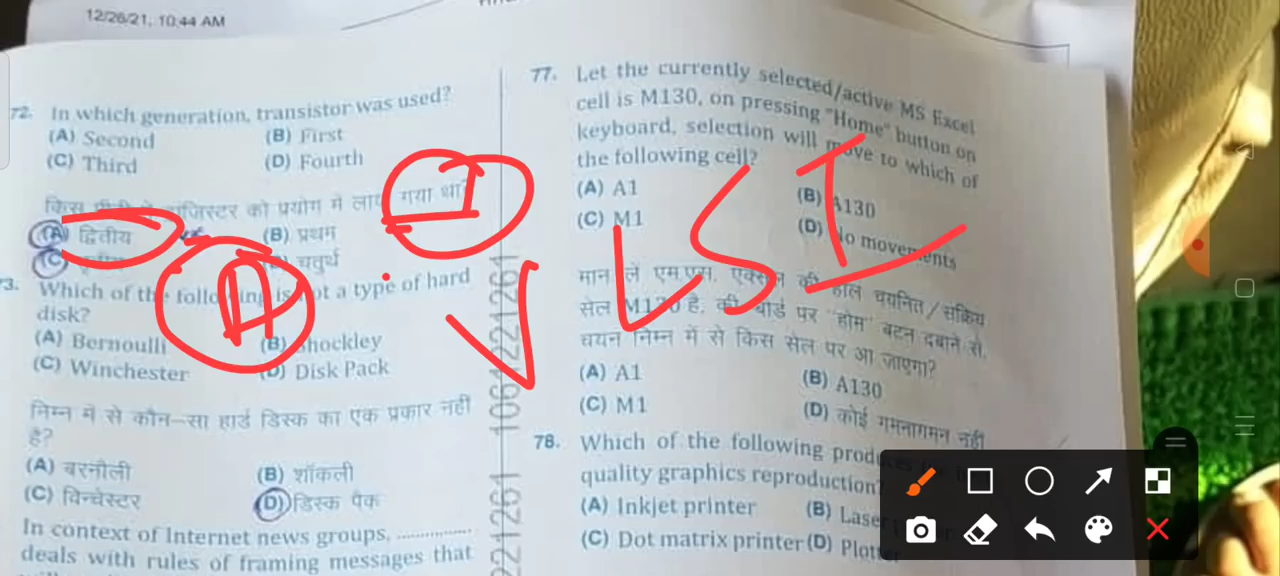 12/26/21, 10:44 AM
72. In which generation, transistor was used?
(A) Second (B) First
(C) Third (D) Fourth
किस को प्रयोग में गया था
(A) द्वितीय (B) प्रथम
(C) चतुर्थ
73. Which of the following is not a type of hard
disk?
(A) Bernoulli (B) Shockley
(C) Winchester (D) Disk Pack
निम्न में से कौन-सा हार्ड डिस्क का एक प्रकार नहीं
है?
(A) बरनौली (B) शॉकली
(C) विन्चेस्टर (D) डिस्क पैक
In context of Internet news groups, ..............
deals with rules of framing messages that
1061221261
77. Let the currently selected/active MS Excel
cell is M130, on pressing "Home" button on
keyboard, selection will move to which of
the following cell?
(A) A1 (B) A130
(C) M1 (D) No movements
मान लें एम.एस. एक्सेल की हाल चयनित/सक्रिय
सेल M130 है, की बोर्ड पर "होम" बटन दबाने से,
चयन निम्न में से किस सेल पर आ जाएगा?
(A) A1 (B) A130
(C) M1 (D) कोई गमनागमन नहीं
78. Which of the following
quality graphics reproduction
(A) Inkjet printer (B) Laser
(C) Dot matrix printer (D) Plotter
VLSI